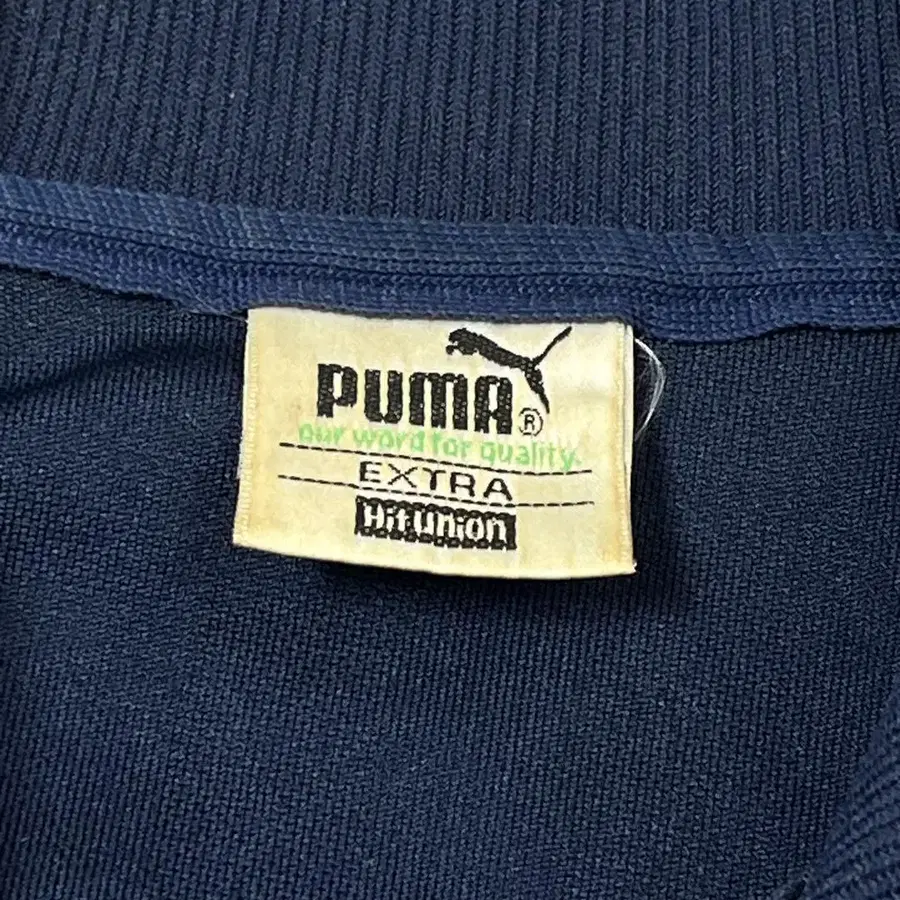 PUMA®
our word for quality.
EXTRA
Hit Union